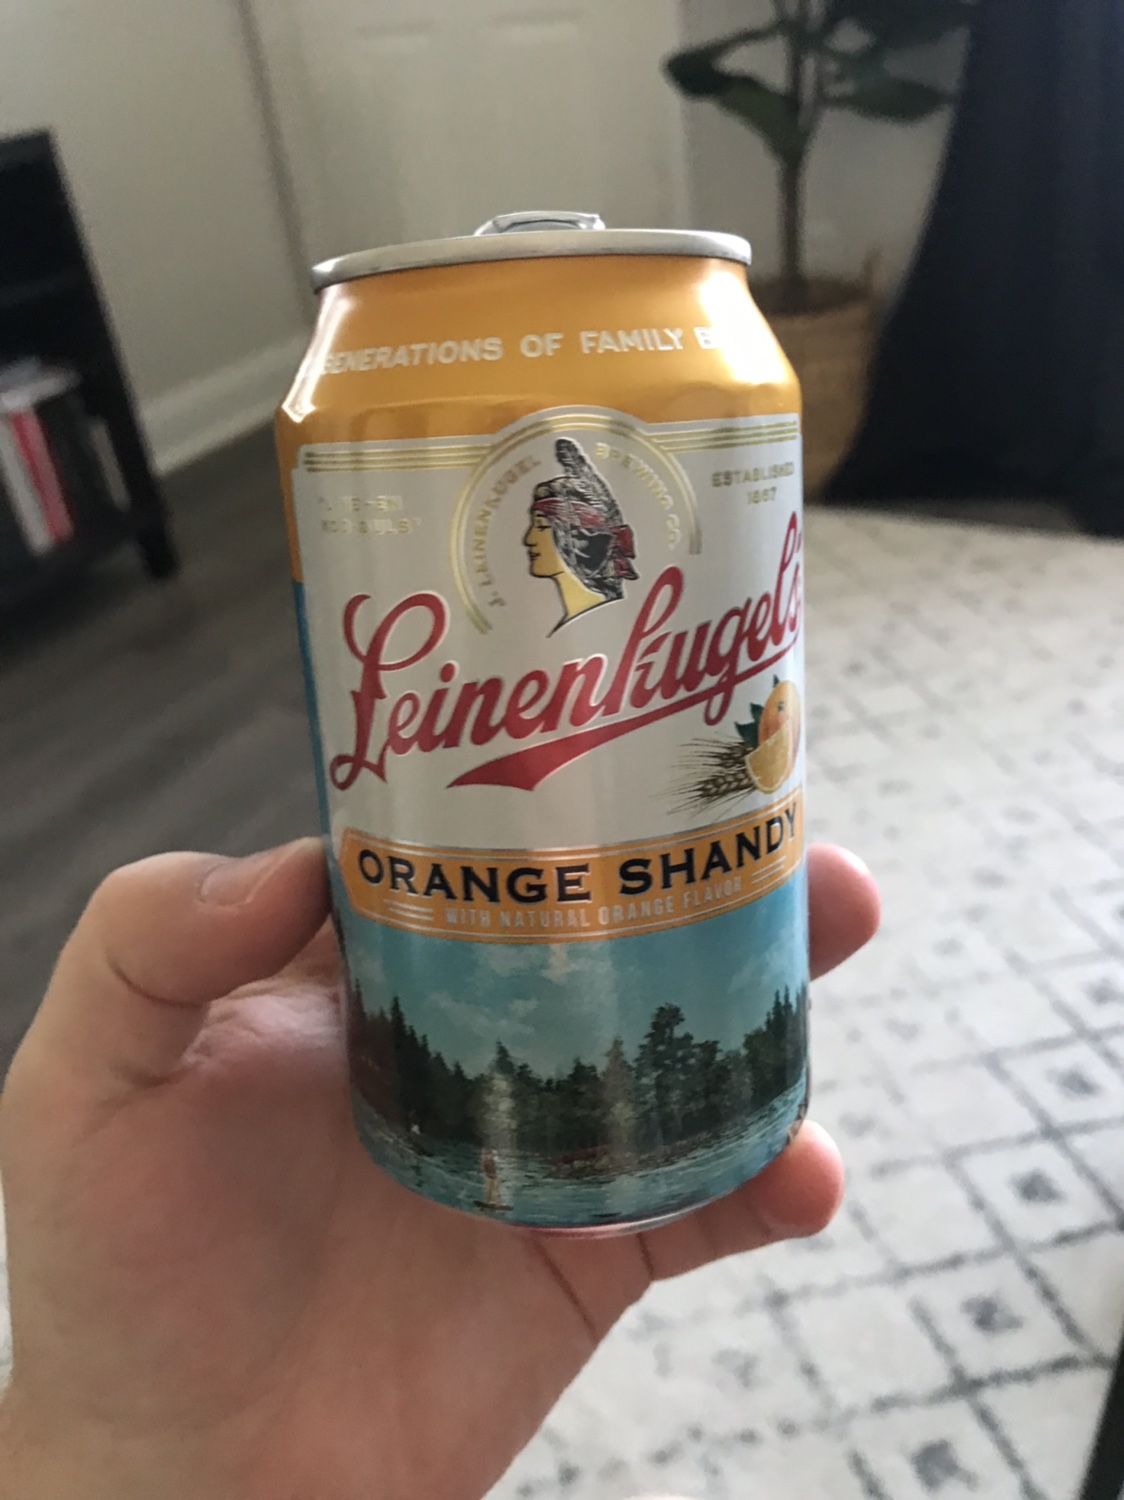 GENERATIONS OF FAMILY
J. LEINENKUGEL BREWING CO.
ESTABLISHED
1867
Leinenkugel's
ORANGE SHANDY
WITH NATURAL ORANGE FLAVOR